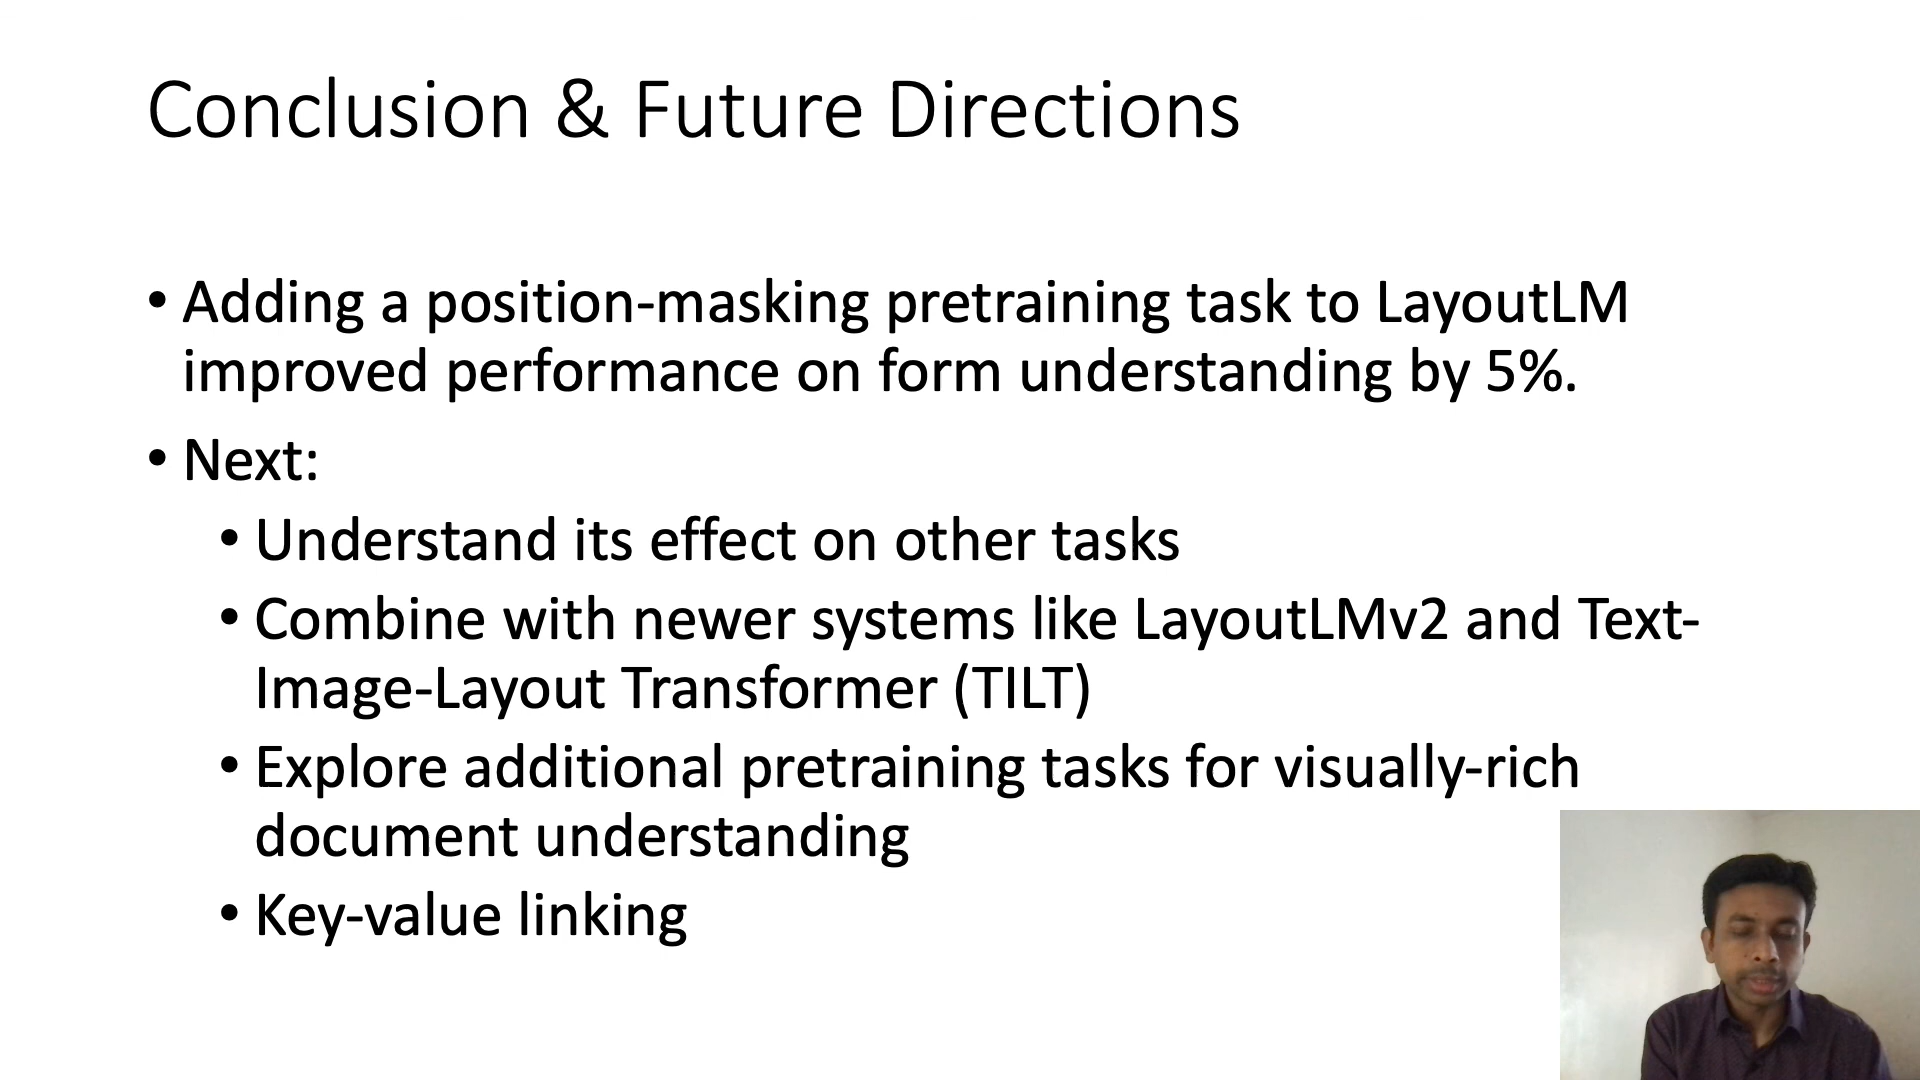 Conclusion & Future Directions
• Adding a position-masking pretraining task to LayoutLM
improved performance on form understanding by 5%.
• Next:
• Understand its effect on other tasks
• Combine with newer systems like LayoutLMv2 and Text-
Image-Layout Transformer (TILT)
• Explore additional pretraining tasks for visually-rich
document understanding
• Key-value linking